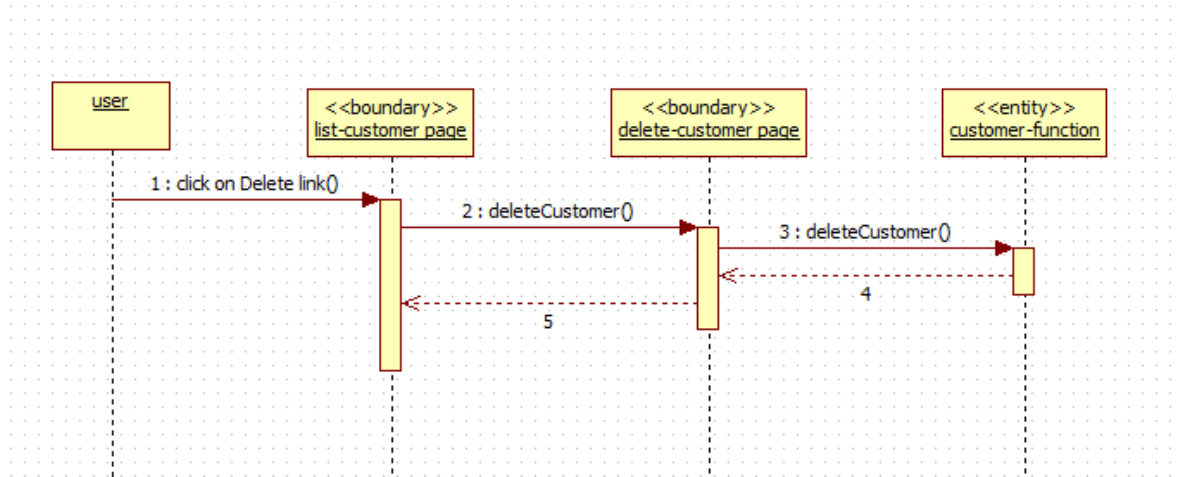 user
<<boundary>>
list-customer page
<<boundary>>
delete-customer page
<<entity>>
customer-function
1 : click on Delete link()
2 : deleteCustomer()
3 : deleteCustomer()
4
5